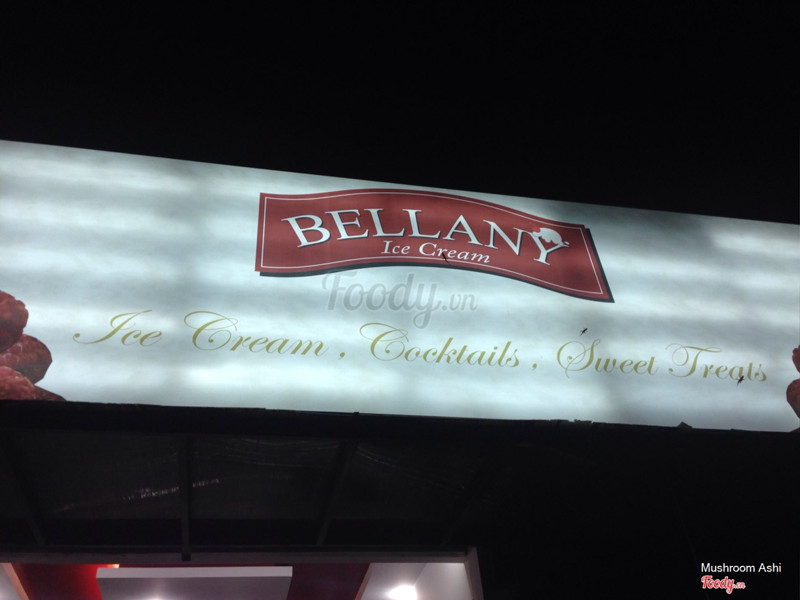 BELLANY
Ice Cream
Foody.vn
Ice Cream , Cocktails , Sweet Treats
Mushroom Ashi
Foody.vn